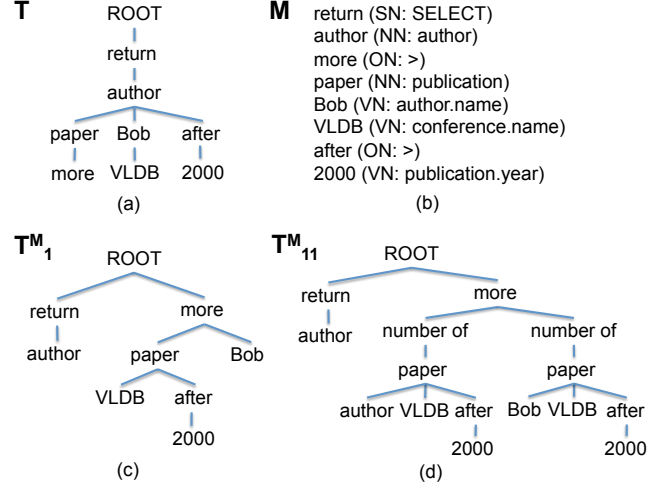 T
ROOT
return
author
paper Bob after
more VLDB 2000
(a)
M
return (SN: SELECT)
author (NN: author)
more (ON: >)
paper (NN: publication)
Bob (VN: author.name)
VLDB (VN: conference.name)
after (ON: >)
2000 (VN: publication.year)
(b)
T^M_1
ROOT
return more
author paper Bob
VLDB after
2000
(c)
T^M_11
ROOT
return more
author number of number of
paper paper
author VLDB after Bob VLDB after
2000 2000
(d)